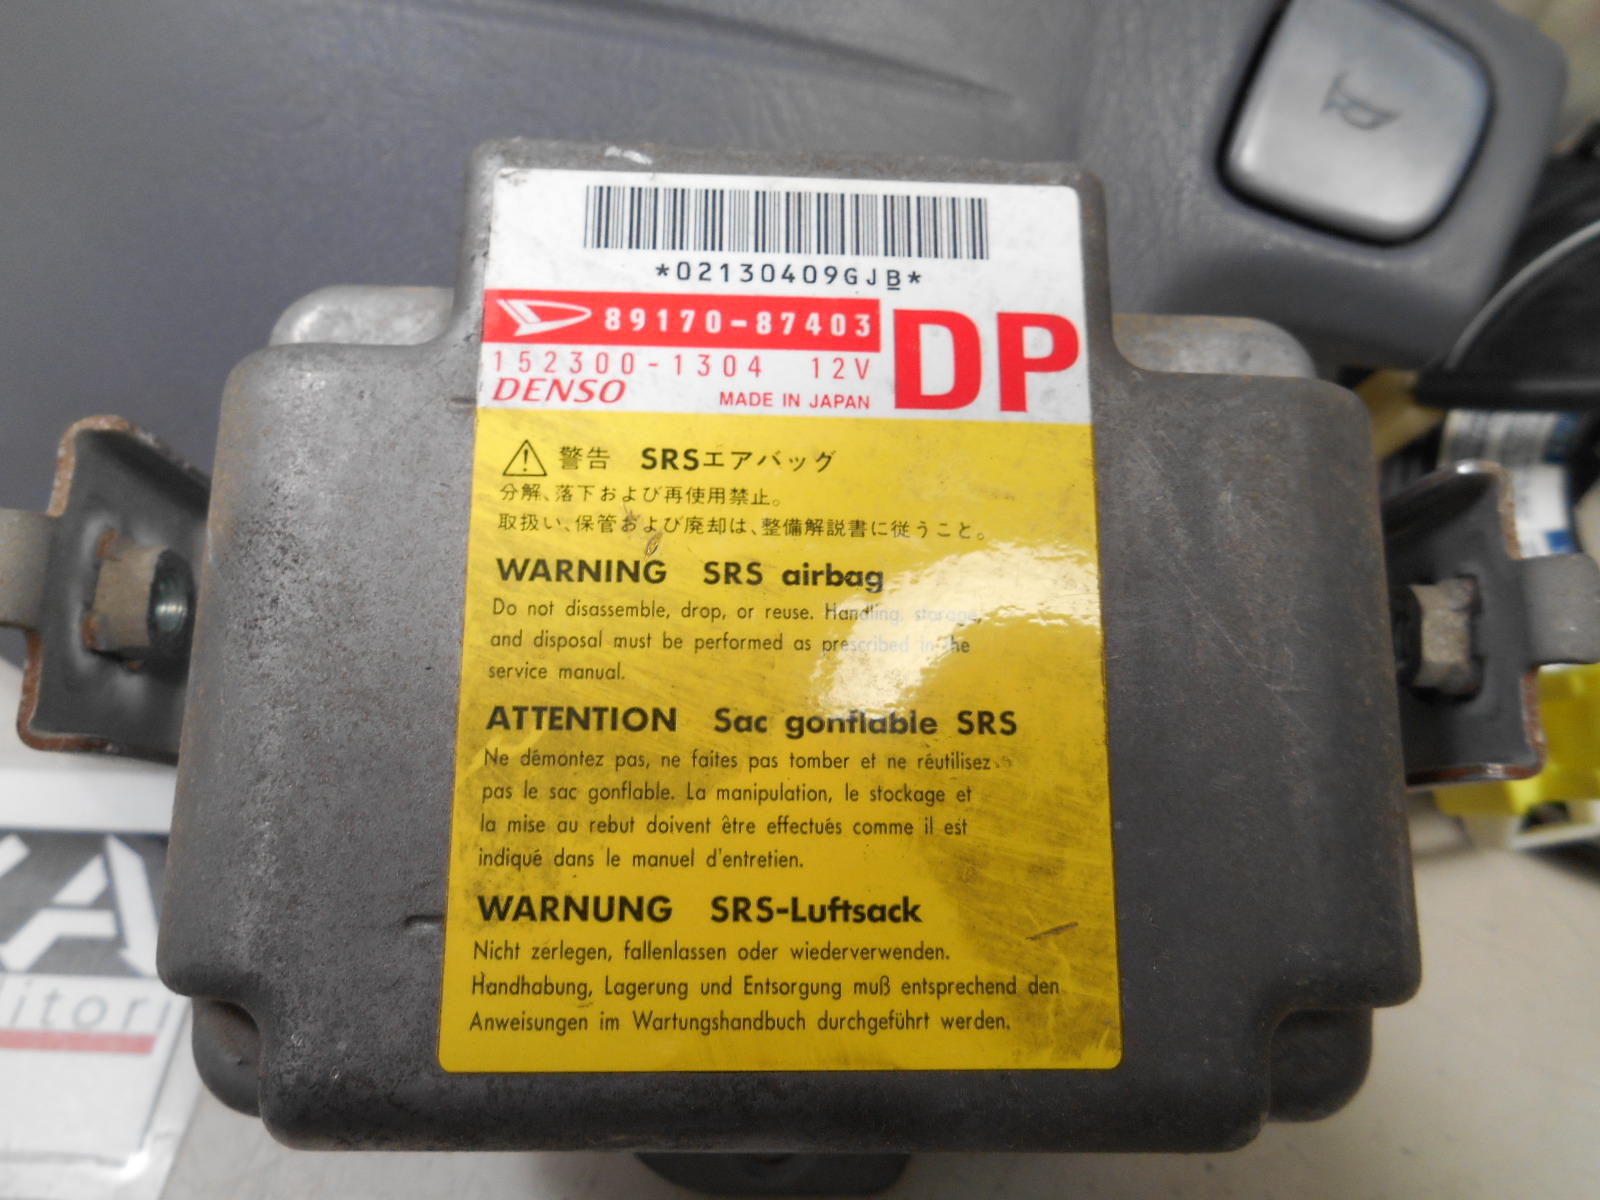 *02130409GJB*
89170-87403
DP
152300-1304 12V
DENSO MADE IN JAPAN
警告 SRSエアバッグ
分解、落下および再使用禁止。
取扱い、保管および廃却は、整備解説書に従うこと。
WARNING SRS airbag
Do not disassemble, drop, or reuse. Handling, storage,
and disposal must be performed as prescribed in the
service manual.
ATTENTION Sac gonflable SRS
Ne démontez pas, ne faites pas tomber et ne réutilisez
pas le sac gonflable. La manipulation, le stockage et
la mise au rebut doivent être effectués comme il est
indiqué dans le manuel d'entretien.
WARNUNG SRS-Luftsack
Nicht zerlegen, fallenlassen oder wiederverwenden.
Handhabung, Lagerung und Entsorgung muß entsprechend den
Anweisungen im Wartungshandbuch durchgeführt werden.